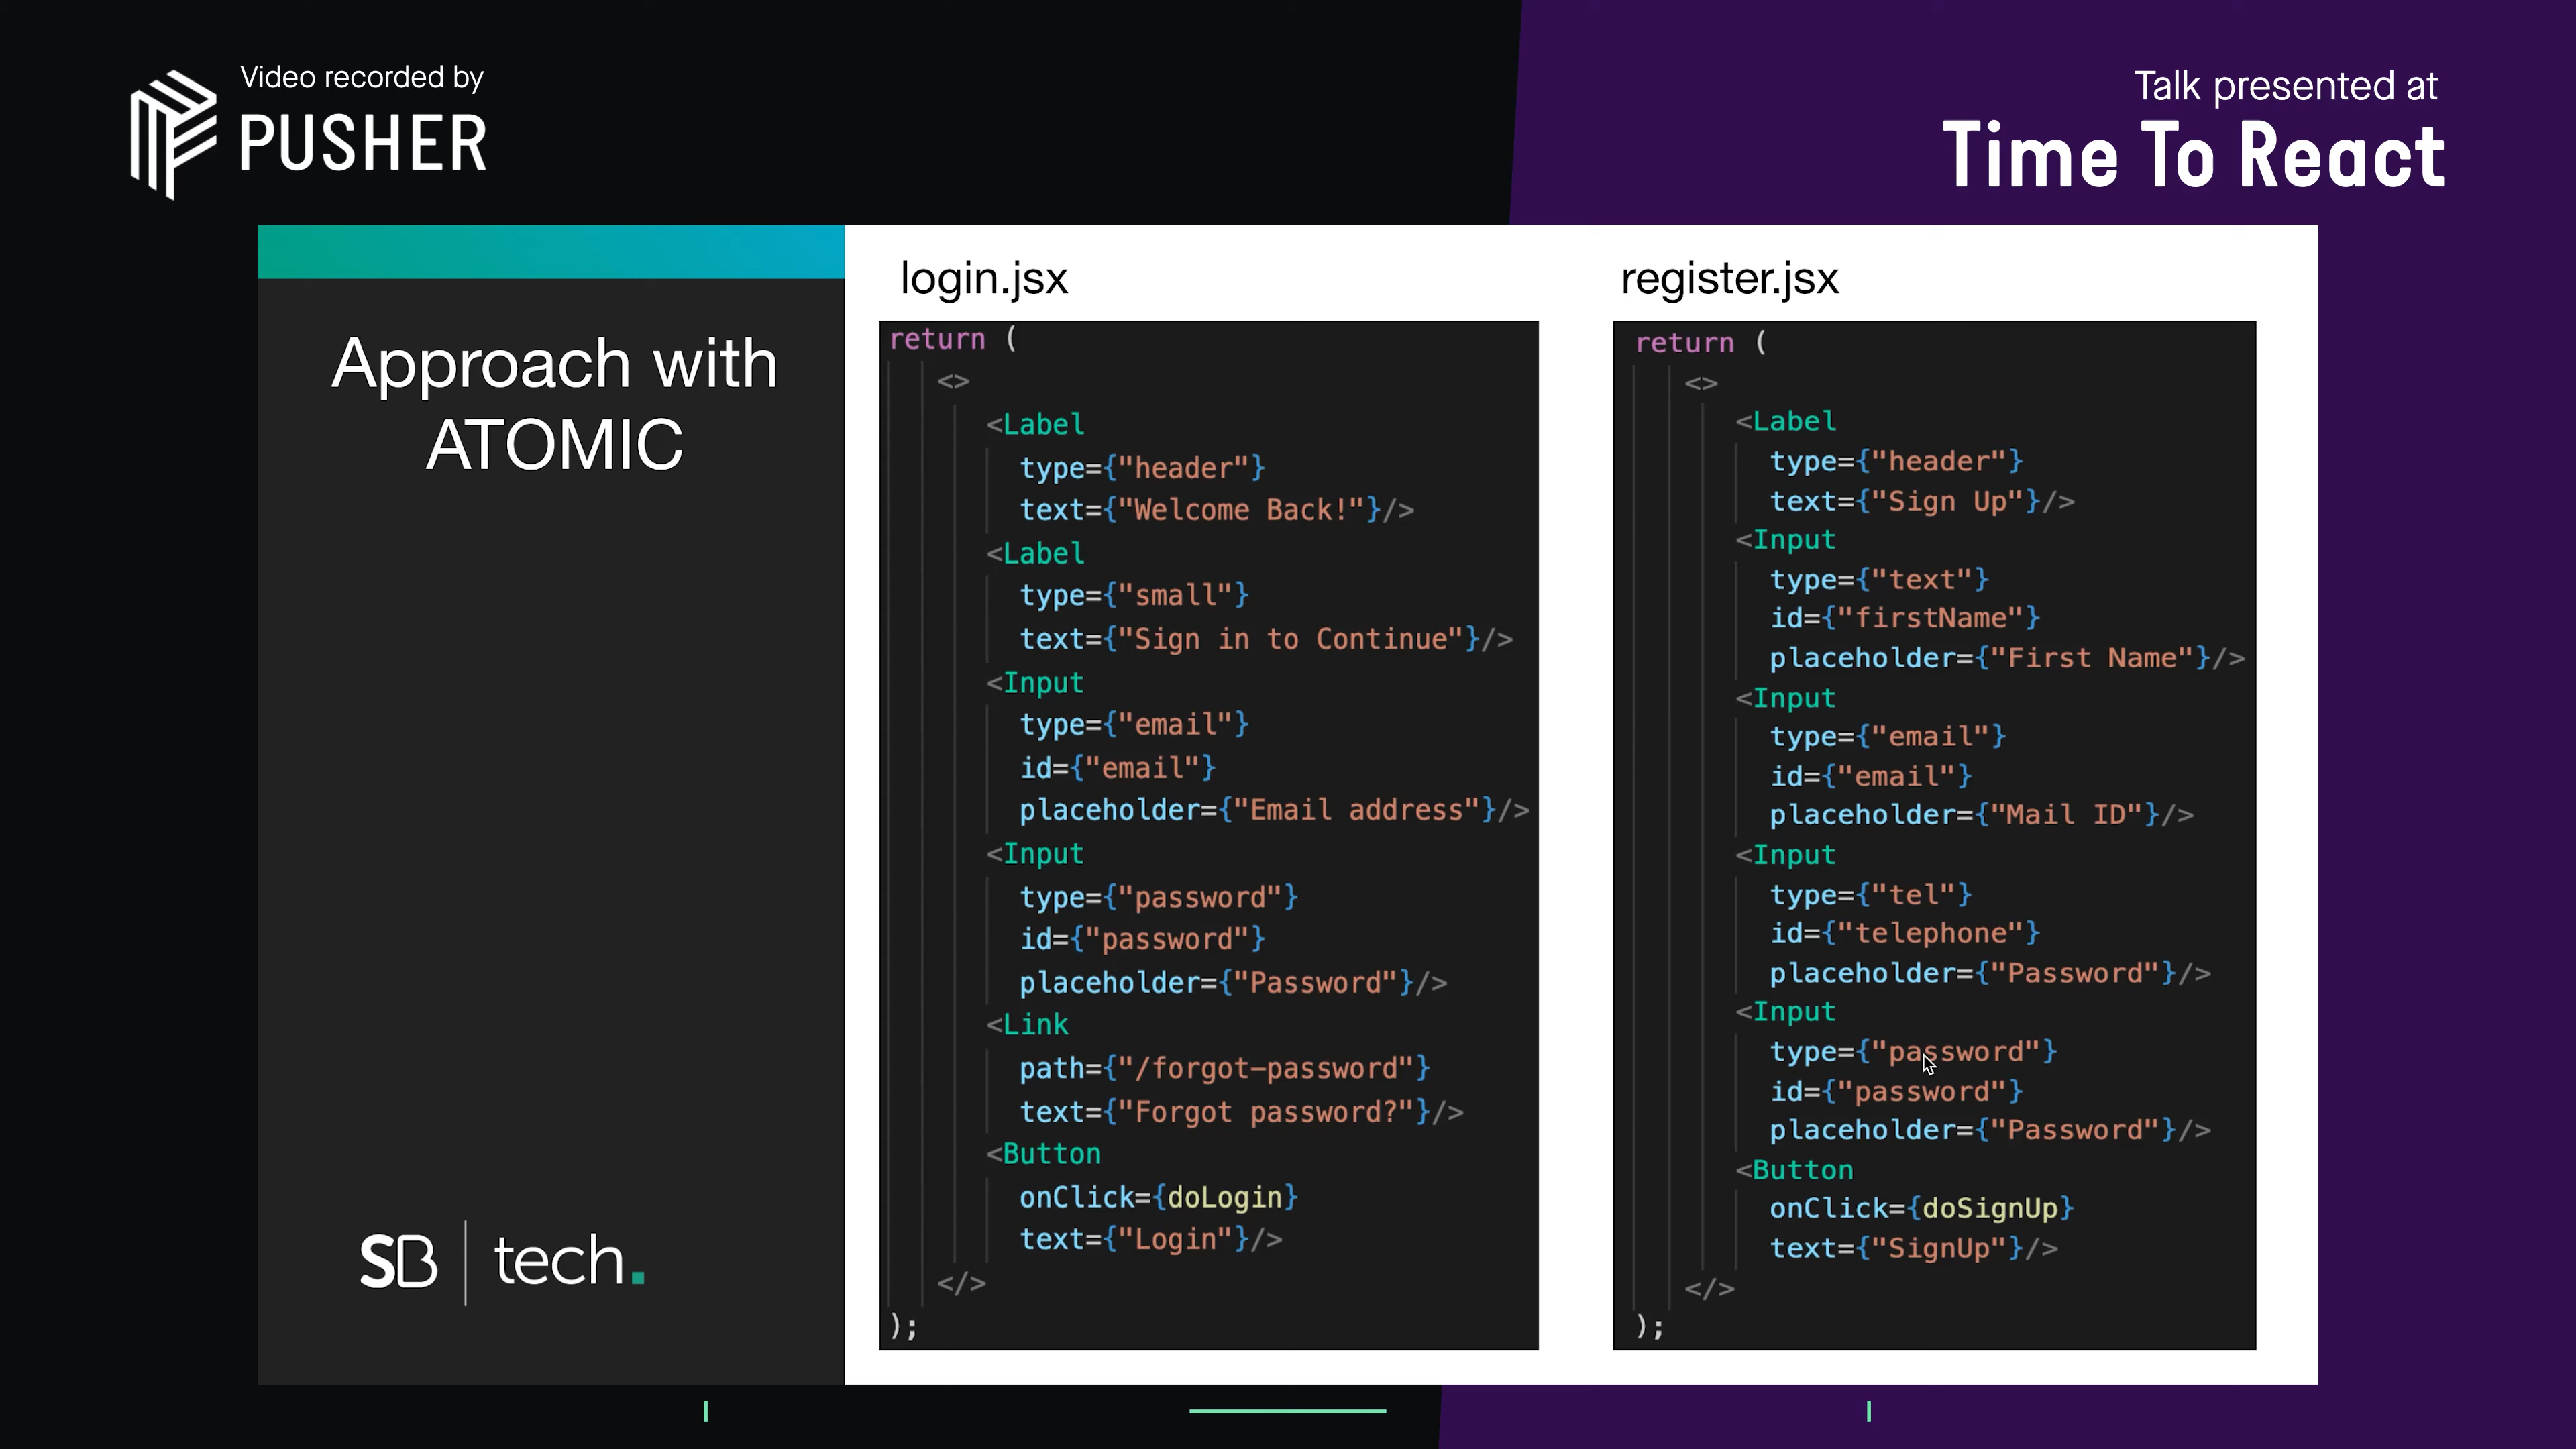 Video recorded by
PUSHER
Talk presented at
Time To React
Approach with
ATOMIC
SB | tech.
login.jsx
return (
<>
<Label
type={"header"}
text={"Welcome Back!"}/>
<Label
type={"small"}
text={"Sign in to Continue"}/>
<Input
type={"email"}
id={"email"}
placeholder={"Email address"}/>
<Input
type={"password"}
id={"password"}
placeholder={"Password"}/>
<Link
path={"/forgot-password"}
text={"Forgot password?"}/>
<Button
onClick={doLogin}
text={"Login"}/>
</>
);
register.jsx
return (
<>
<Label
type={"header"}
text={"Sign Up"}/>
<Input
type={"text"}
id={"firstName"}
placeholder={"First Name"}/>
<Input
type={"email"}
id={"email"}
placeholder={"Mail ID"}/>
<Input
type={"tel"}
id={"telephone"}
placeholder={"Password"}/>
<Input
type={"password"}
id={"password"}
placeholder={"Password"}/>
<Button
onClick={doSignUp}
text={"SignUp"}/>
</>
);